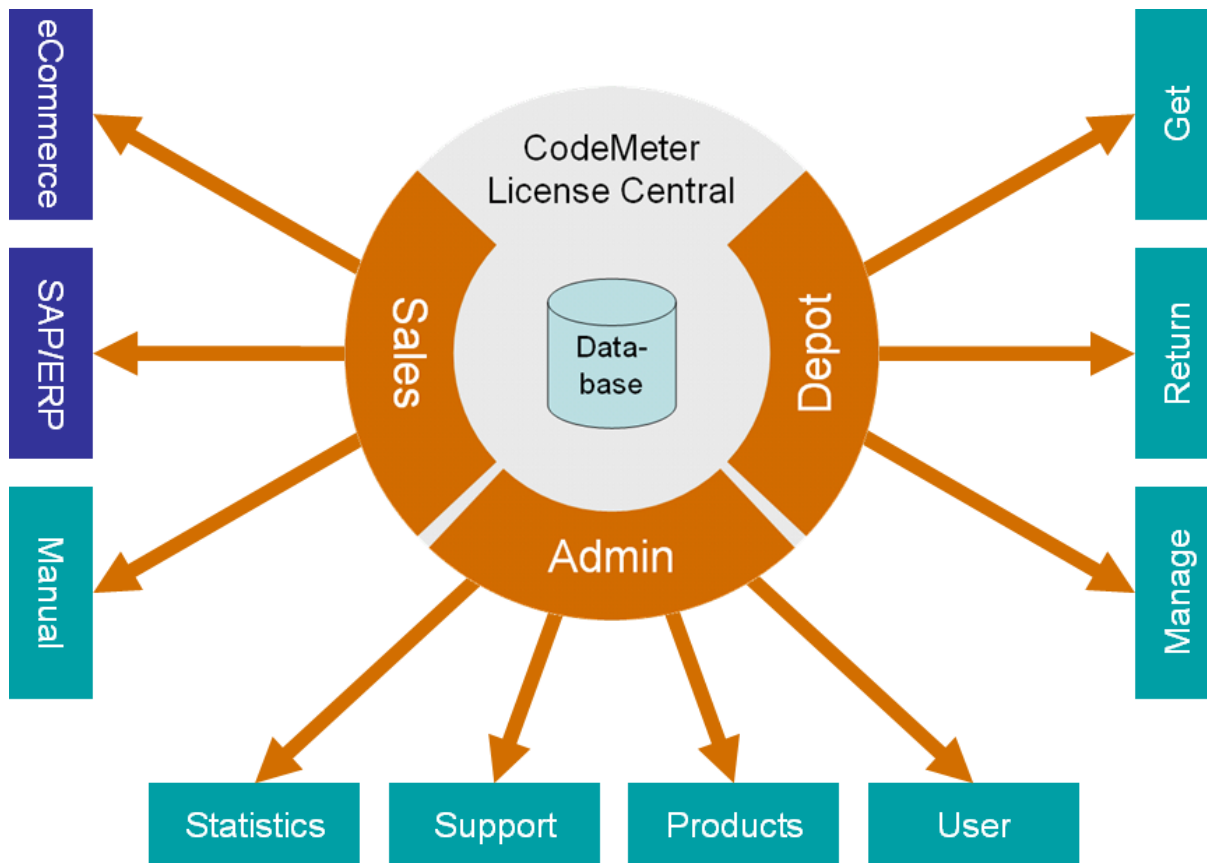 eCommerce
SAP/ERP
Manual
CodeMeter
License Central
Sales
Data-
base
Depot
Admin
Get
Return
Manage
Statistics
Support
Products
User